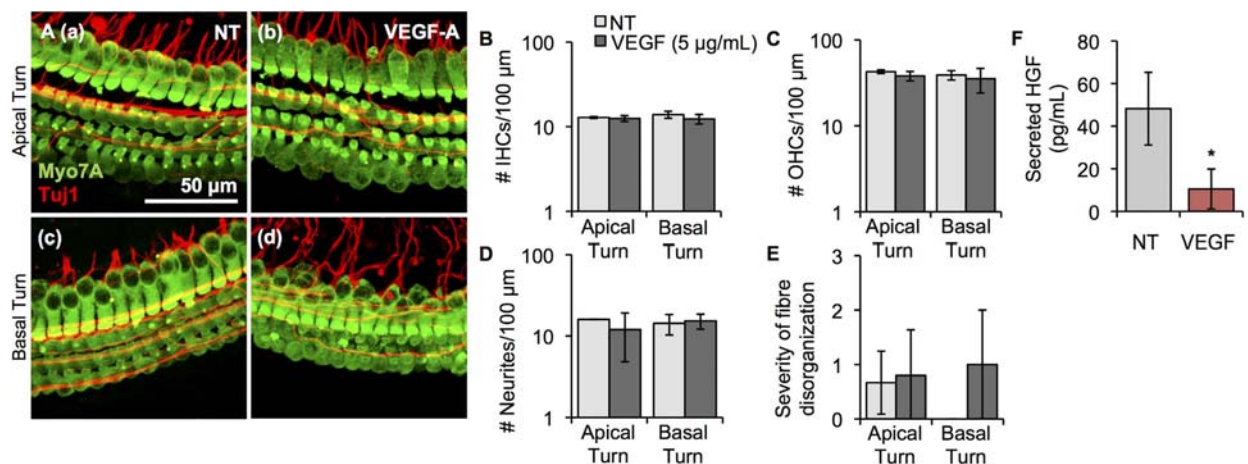 A (a)
NT
(b)
VEGF-A
Apical Turn
Myo7A
Tuj1
50 µm
(c)
(d)
Basal Turn
B
# IHCs/100 µm
100
10
1
NT
VEGF (5 µg/mL)
Apical
Turn
Basal
Turn
C
# OHCs/100 µm
100
10
1
Apical
Turn
Basal
Turn
D
# Neurites/100 µm
100
10
1
Apical
Turn
Basal
Turn
E
Severity of fibre
disorganization
3
2
1
0
Apical
Turn
Basal
Turn
F
Secreted HGF
(pg/mL)
80
60
40
20
0
*
NT
VEGF